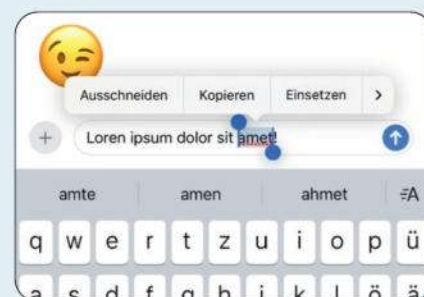 Ausschneiden Kopieren Einsetzen >
+ Loren ipsum dolor sit amet!
amte amen ahmet A
q w e r t z u i o p ü
a s d f g h j k l ö ä